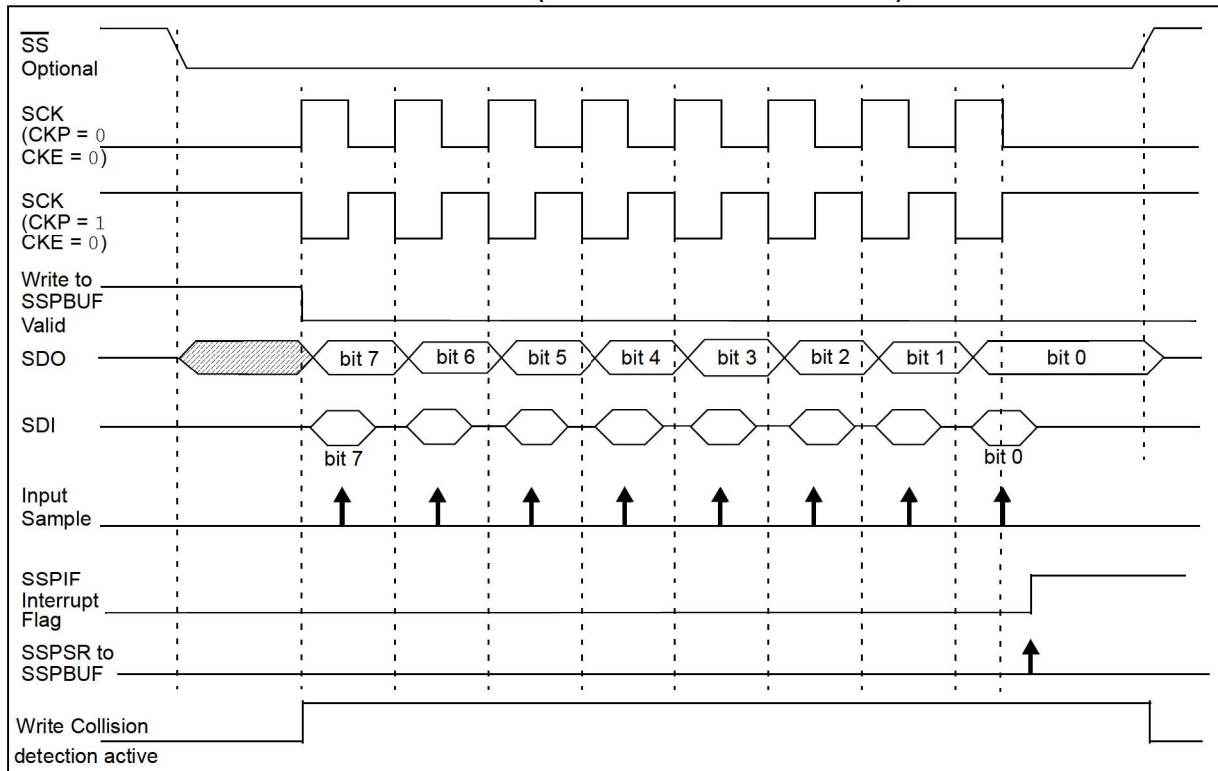 SS
Optional
SCK
(CKP = 0
CKE = 0)
SCK
(CKP = 1
CKE = 0)
Write to
SSPBUF
Valid
SDO
bit 7
bit 6
bit 5
bit 4
bit 3
bit 2
bit 1
bit 0
SDI
bit 7
bit 0
Input
Sample
SSPIF
Interrupt
Flag
SSPSR to
SSPBUF
Write Collision
detection active